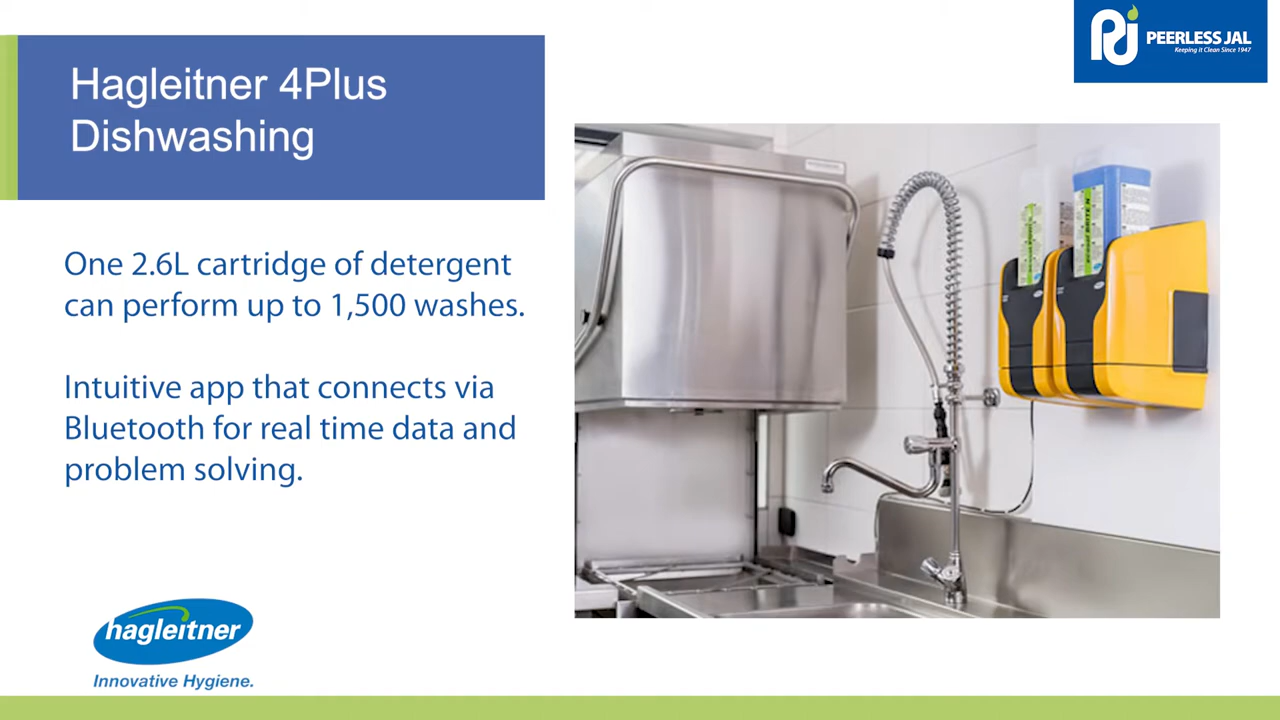 Hagleitner 4Plus
Dishwashing
PEERLESS JAL
Keeping it Clean Since 1947
One 2.6L cartridge of detergent
can perform up to 1,500 washes.
Intuitive app that connects via
Bluetooth for real time data and
problem solving.
hagleitner
Innovative Hygiene.